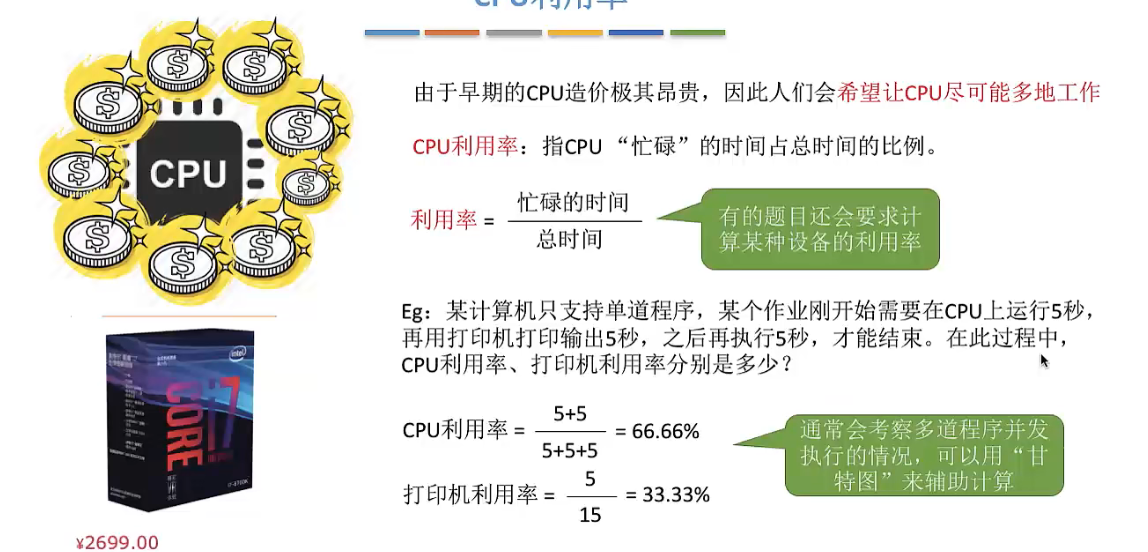 CPU利用率
由于早期的CPU造价极其昂贵，因此人们会希望让CPU尽可能多地工作
CPU
CPU利用率：指CPU “忙碌”的时间占总时间的比例。
利用率 =
忙碌的时间
总时间
有的题目还会要求计
算某种设备的利用率
Eg：某计算机只支持单道程序，某个作业刚开始需要在CPU上运行5秒，
再用打印机打印输出5秒，之后再执行5秒，才能结束。在此过程中，
CPU利用率、打印机利用率分别是多少？
intel
CORE i7
i7-8700K
CPU利用率 =
5+5
5+5+5
= 66.66%
通常会考察多道程序并发
执行的情况，可以用“甘
特图”来辅助计算
打印机利用率 =
5
15
= 33.33%
¥2699.00